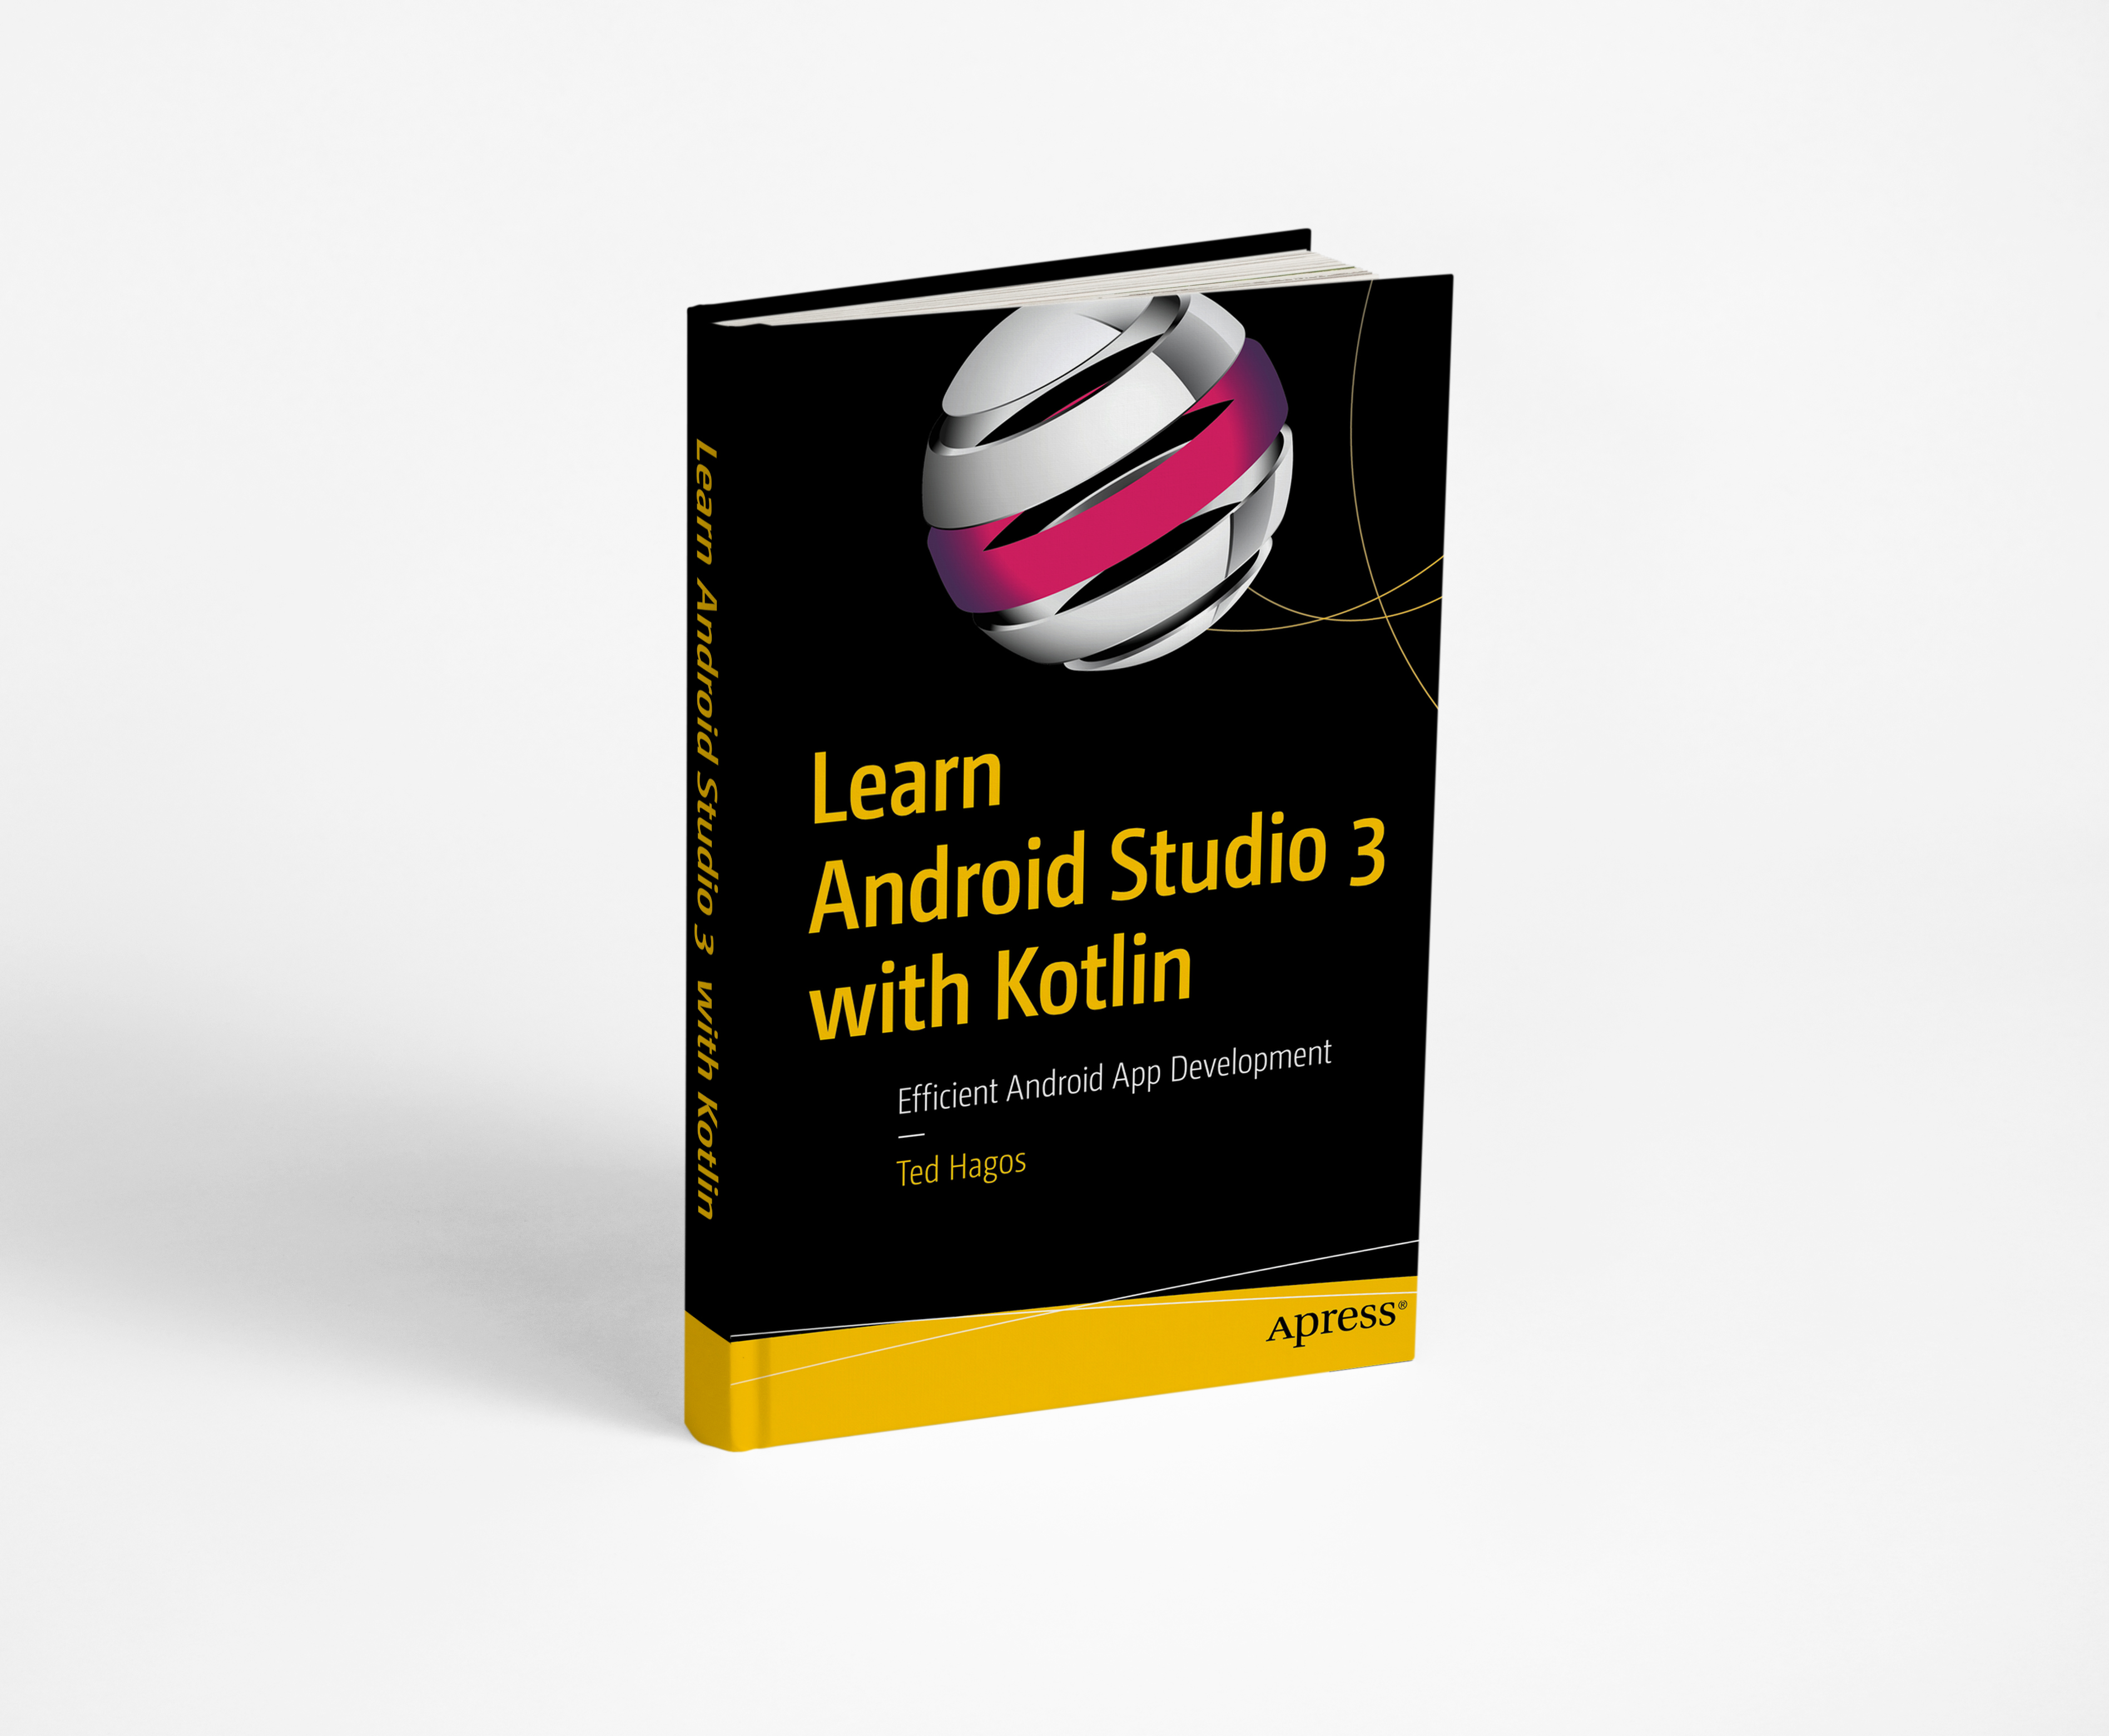 Learn Android Studio 3 with Kotlin
Learn
Android Studio 3
with Kotlin
Efficient Android App Development
Ted Hagos
Apress®